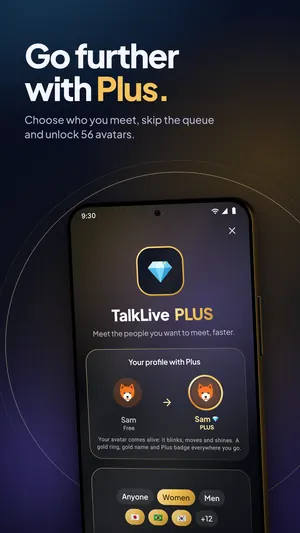 Go further
with Plus.
Choose who you meet, skip the queue
and unlock 56 avatars.
9:30
TalkLive PLUS
Meet the people you want to meet, faster.
Your profile with Plus
Sam
Free
Sam
PLUS
Your avatar comes alive: it blinks, moves and shines. A
gold ring, gold name and Plus badge everywhere you go.
Anyone
Women
Men
+12